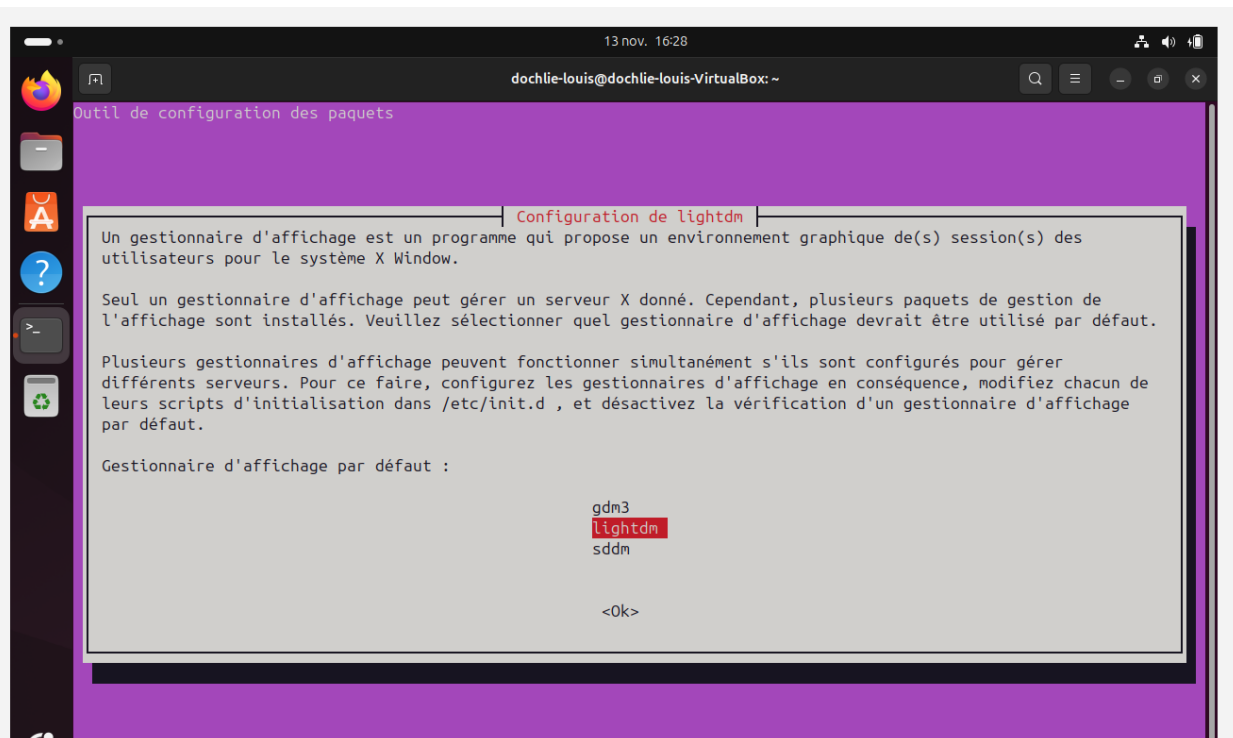 13 nov. 16:28
dochlie-louis@dochlie-louis-VirtualBox: ~
Outil de configuration des paquets
Configuration de lightdm
Un gestionnaire d'affichage est un programme qui propose un environnement graphique de(s) session(s) des
utilisateurs pour le système X Window.
Seul un gestionnaire d'affichage peut gérer un serveur X donné. Cependant, plusieurs paquets de gestion de
l'affichage sont installés. Veuillez sélectionner quel gestionnaire d'affichage devrait être utilisé par défaut.
Plusieurs gestionnaires d'affichage peuvent fonctionner simultanément s'ils sont configurés pour gérer
différents serveurs. Pour ce faire, configurez les gestionnaires d'affichage en conséquence, modifiez chacun de
leurs scripts d'initialisation dans /etc/init.d , et désactivez la vérification d'un gestionnaire d'affichage
par défaut.
Gestionnaire d'affichage par défaut :
gdm3
lightdm
sddm
<Ok>